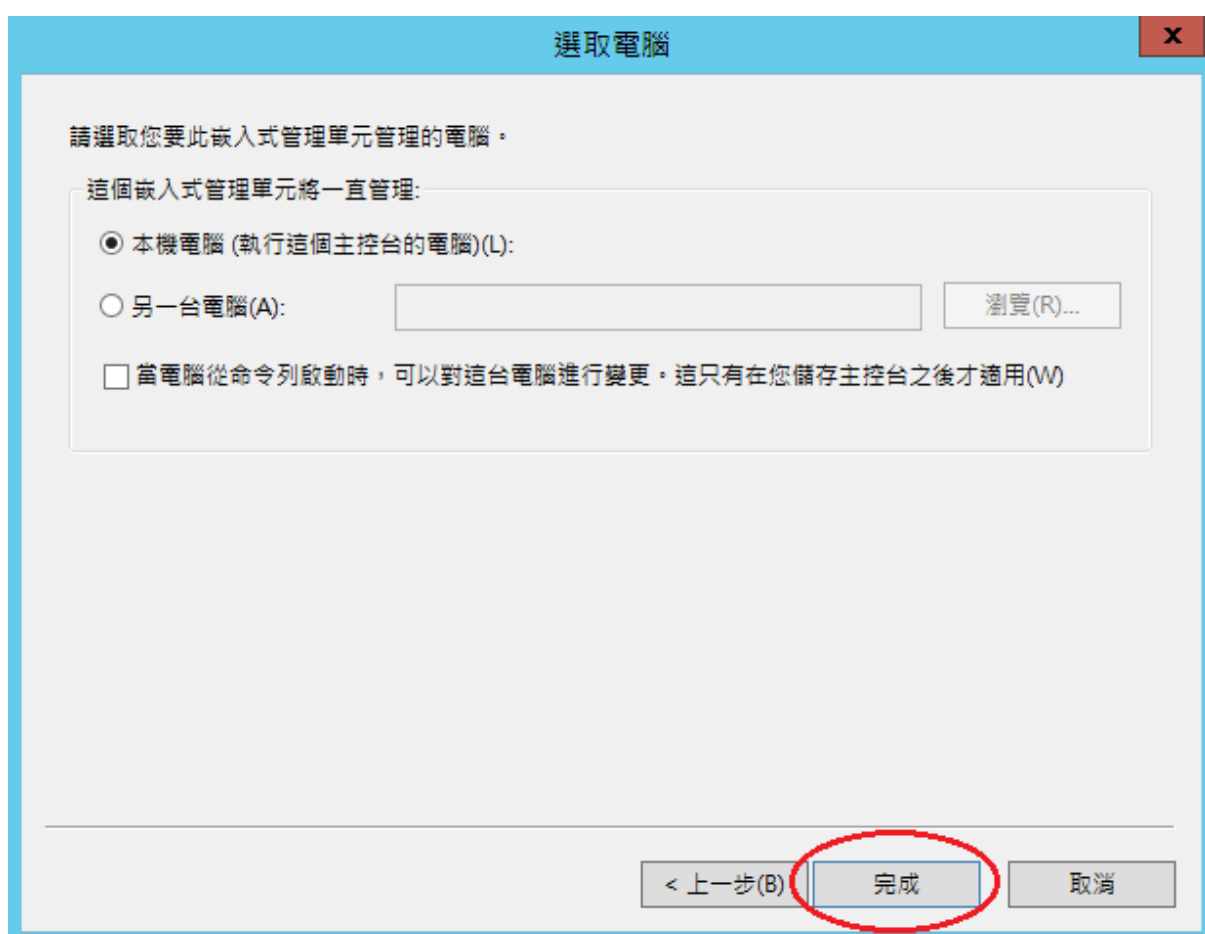 選取電腦
x
請選取您要此嵌入式管理單元管理的電腦。
這個嵌入式管理單元將一直管理:
本機電腦 (執行這個主控台的電腦)(L):
另一台電腦(A):
瀏覽(R)...
當電腦從命令列啟動時，可以對這台電腦進行變更。這只有在您儲存主控台之後才適用(W)
< 上一步(B)
完成
取消